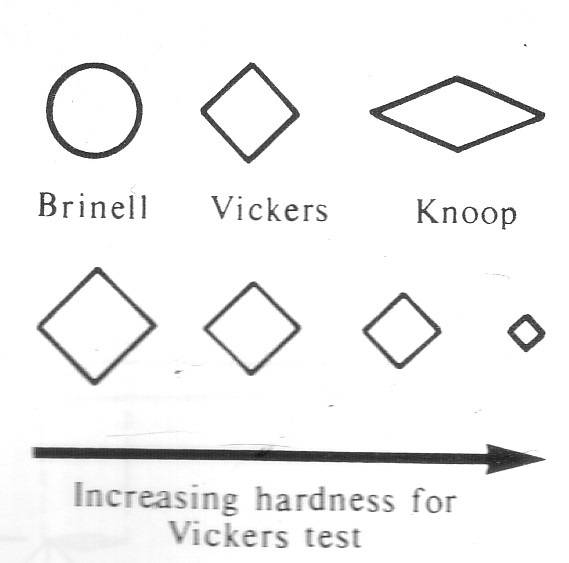 Brinell Vickers Knoop
Increasing hardness for
Vickers test